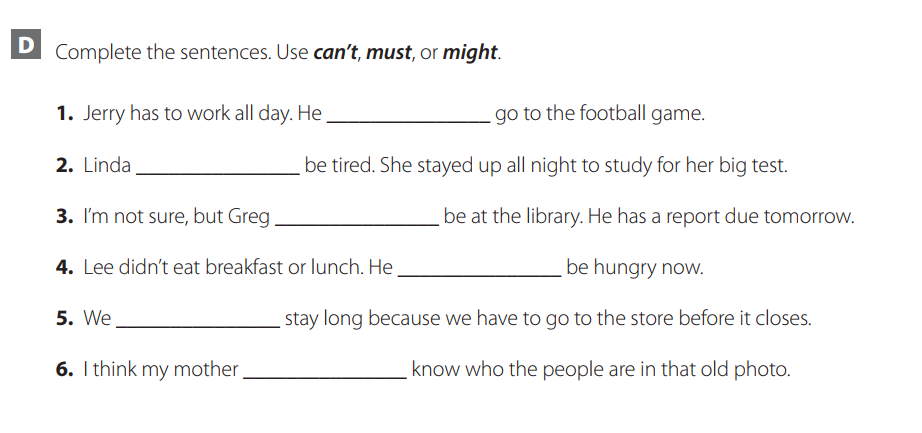 D Complete the sentences. Use can't, must, or might.
1. Jerry has to work all day. He ________________ go to the football game.
2. Linda ________________ be tired. She stayed up all night to study for her big test.
3. I'm not sure, but Greg ________________ be at the library. He has a report due tomorrow.
4. Lee didn't eat breakfast or lunch. He ________________ be hungry now.
5. We ________________ stay long because we have to go to the store before it closes.
6. I think my mother ________________ know who the people are in that old photo.